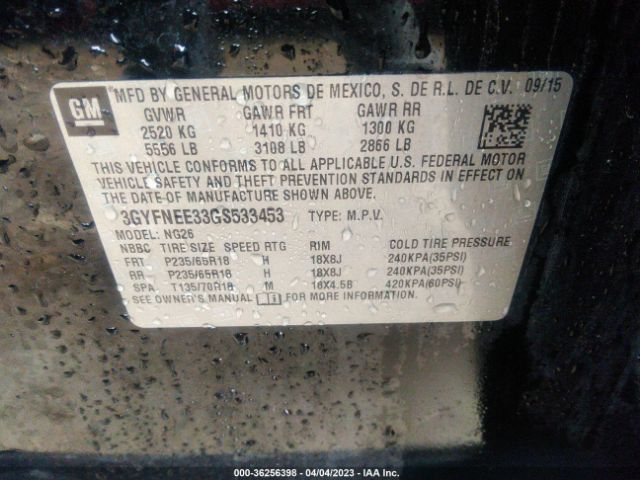 GM
MFD BY GENERAL MOTORS DE MEXICO, S. DE R.L. DE C.V. 09/15
GVWR GAWR FRT GAWR RR
2520 KG 1410 KG 1300 KG
5556 LB 3108 LB 2866 LB
THIS VEHICLE CONFORMS TO ALL APPLICABLE U.S. FEDERAL MOTOR
VEHICLE SAFETY AND THEFT PREVENTION STANDARDS IN EFFECT ON
THE DATE OF MANUFACTURE SHOWN ABOVE.
3GYFNEE33GS533453 TYPE: M.P.V.
MODEL: NG26
NBBC TIRE SIZE SPEED RTG RIM COLD TIRE PRESSURE
FRT P235/65R18 H 18X8J 240KPA(35PSI)
RR P235/65R18 H 18X8J 240KPA(35PSI)
SPA T135/70R18 M 18X4.5B 420KPA(60PSI)
SEE OWNER'S MANUAL FOR MORE INFORMATION
000-36256398 - 04/04/2023 - IAA Inc.